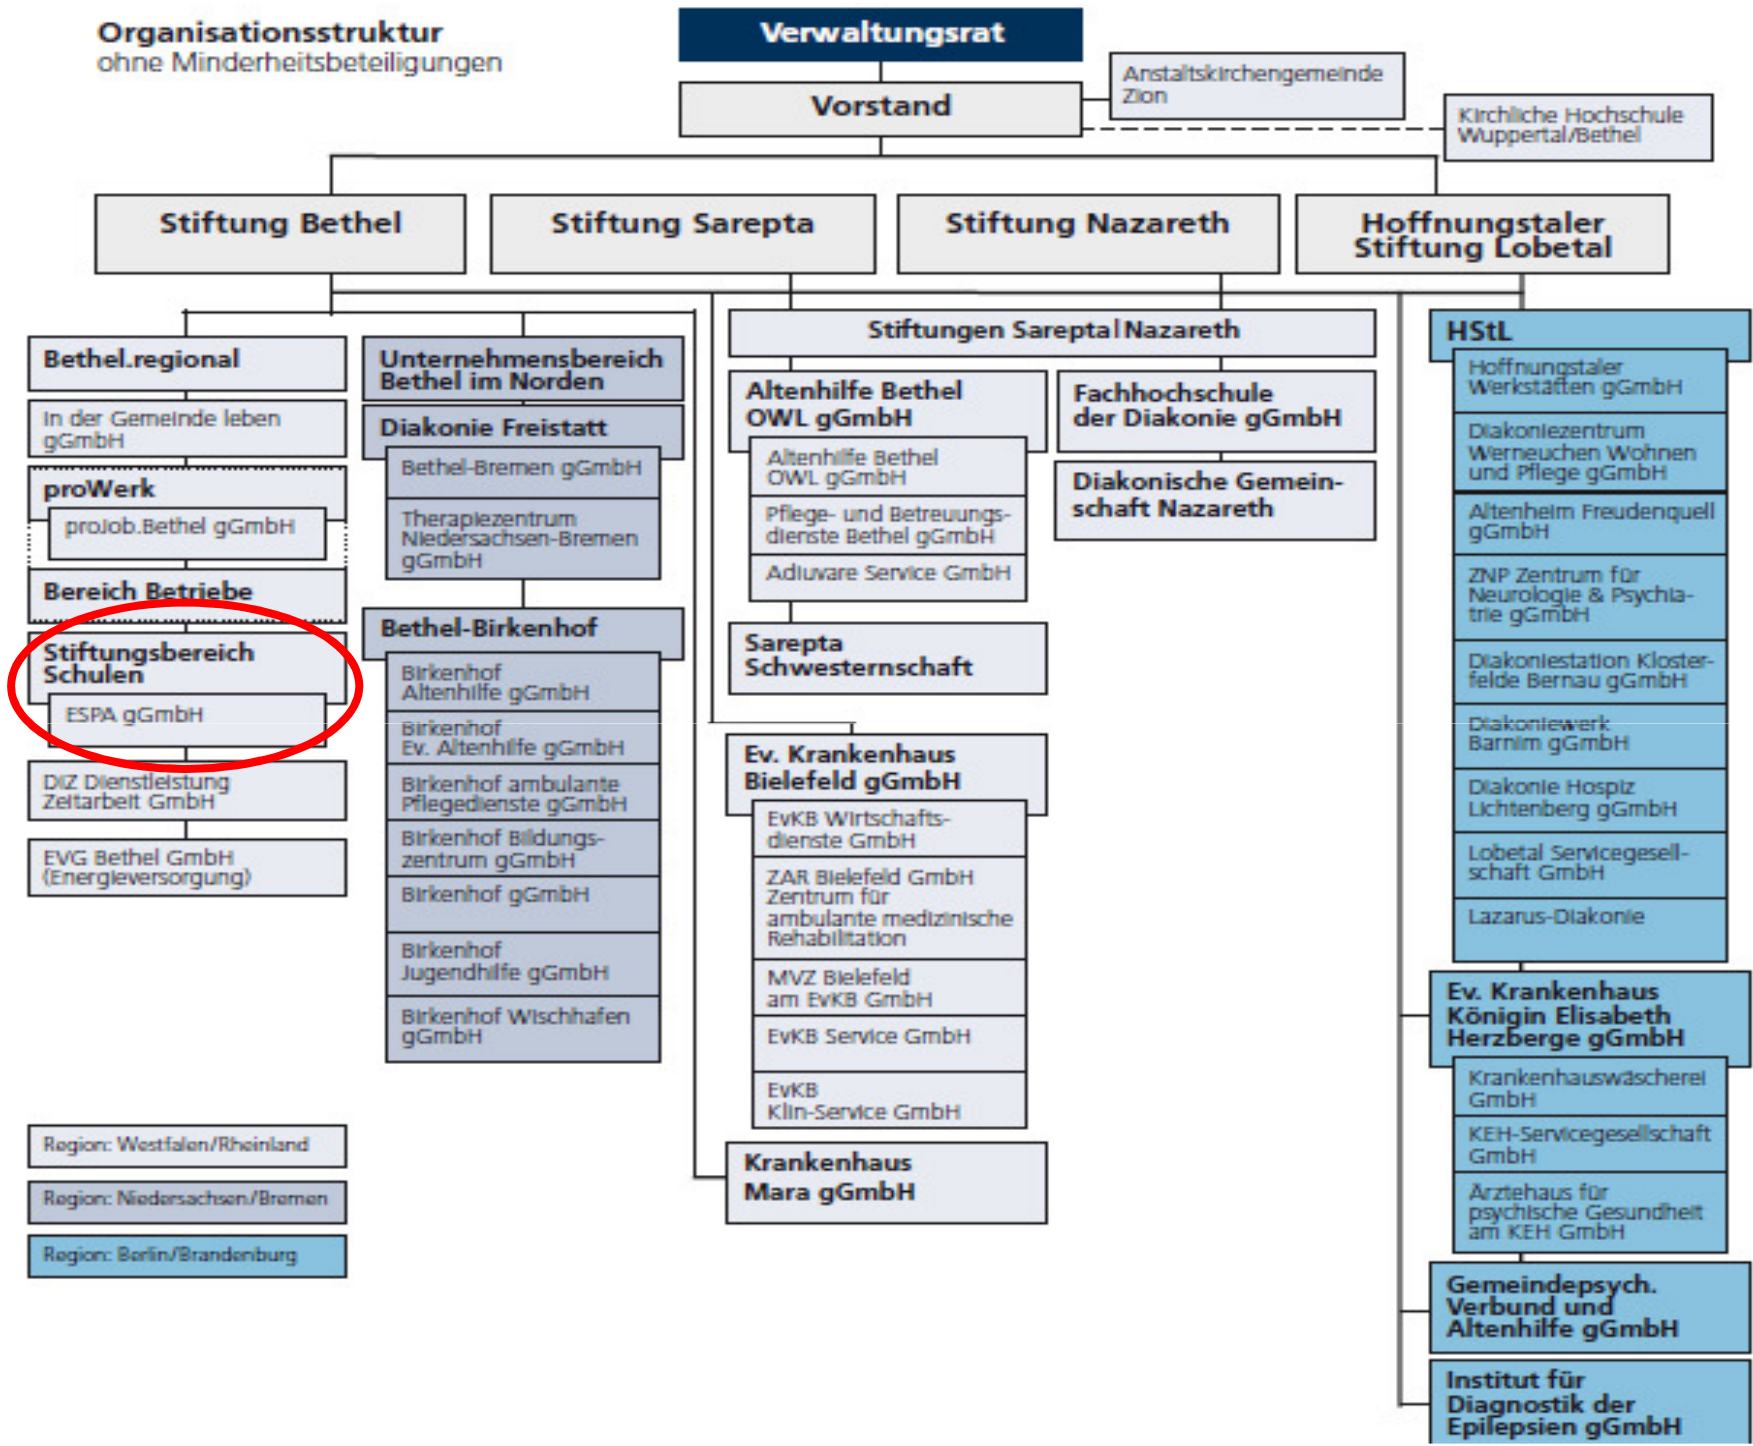 Organisationsstruktur
ohne Minderheitsbeteiligungen
Verwaltungsrat
Vorstand
Anstaltskirchengemeinde
Zion
Kirchliche Hochschule
Wuppertal/Bethel
Stiftung Bethel
Stiftung Sarepta
Stiftung Nazareth
Hoffnungstaler
Stiftung Lobetal
Bethel.regional
In der Gemeinde leben
gGmbH
proWerk
proJob.Bethel gGmbH
Bereich Betriebe
Stiftungsbereich
Schulen
ESPA gGmbH
DIZ Dienstleistung
Zeitarbeit GmbH
EVG Bethel GmbH
(Energieversorgung)
Unternehmensbereich
Bethel im Norden
Diakonie Freistatt
Bethel-Bremen gGmbH
Therapiezentrum
Niedersachsen-Bremen
gGmbH
Bethel-Birkenhof
Birkenhof
Altenhilfe gGmbH
Birkenhof
Ev. Altenhilfe gGmbH
Birkenhof ambulante
Pflegedienste gGmbH
Birkenhof Bildungs-
zentrum gGmbH
Birkenhof gGmbH
Birkenhof
Jugendhilfe gGmbH
Birkenhof Wischhafen
gGmbH
Stiftungen Sarepta|Nazareth
Altenhilfe Bethel
OWL gGmbH
Altenhilfe Bethel
OWL gGmbH
Pflege- und Betreuungs-
dienste Bethel gGmbH
Adiuvare Service GmbH
Sarepta
Schwesternschaft
Fachhochschule
der Diakonie gGmbH
Diakonische Gemein-
schaft Nazareth
Ev. Krankenhaus
Bielefeld gGmbH
EvKB Wirtschafts-
dienste GmbH
ZAR Bielefeld GmbH
Zentrum für
ambulante medizinische
Rehabilitation
MVZ Bielefeld
am EvKB GmbH
EvKB Service GmbH
EvKB
Klin-Service GmbH
Krankenhaus
Mara gGmbH
HStL
Hoffnungstaler
Werkstätten gGmbH
Diakoniezentrum
Werneuchen Wohnen
und Pflege gGmbH
Altenheim Freudenquell
gGmbH
ZNP Zentrum für
Neurologie & Psychia-
trie gGmbH
Diakoniestation Kloster-
felde Bernau gGmbH
Diakoniewerk
Barnim gGmbH
Diakonie Hospiz
Lichtenberg gGmbH
Lobetal Servicegesell-
schaft GmbH
Lazarus-Diakonie
Ev. Krankenhaus
Königin Elisabeth
Herzberge gGmbH
Krankenhauswäscherei
GmbH
KEH-Servicegesellschaft
GmbH
Ärztehaus für
psychische Gesundheit
am KEH GmbH
Gemeindepsych.
Verbund und
Altenhilfe gGmbH
Institut für
Diagnostik der
Epilepsien gGmbH
Region: Westfalen/Rheinland
Region: Niedersachsen/Bremen
Region: Berlin/Brandenburg